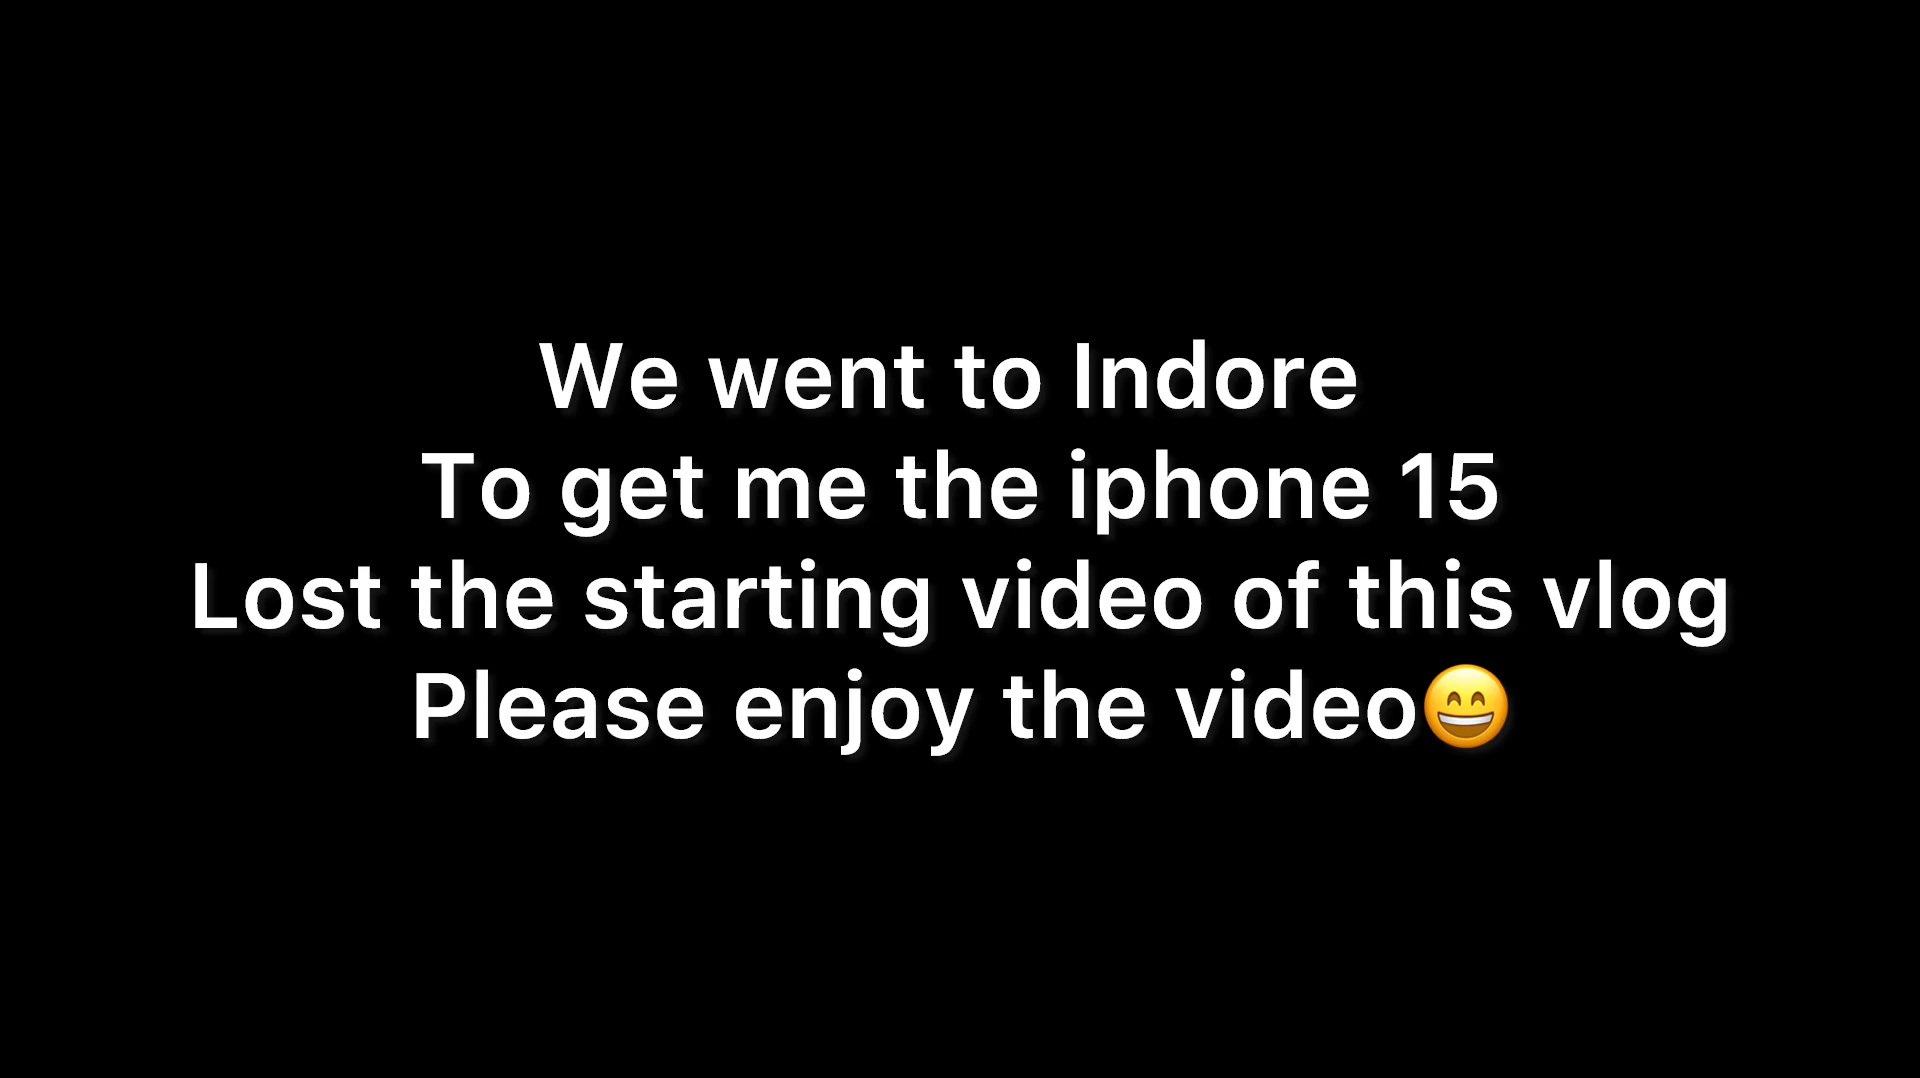 We went to Indore
To get me the iphone 15
Lost the starting video of this vlog
Please enjoy the video😄